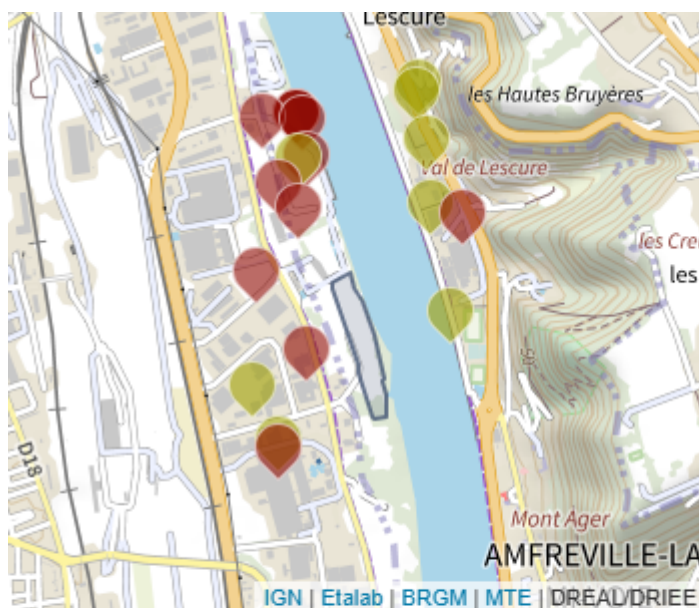 Lescure
les Hautes Bruyères
Val de Lescure
les Cre
les
D18
Mont Ager
AMFREVILLE-LA
IGN | Etalab | BRGM | MTE | DREAL/DRIEE